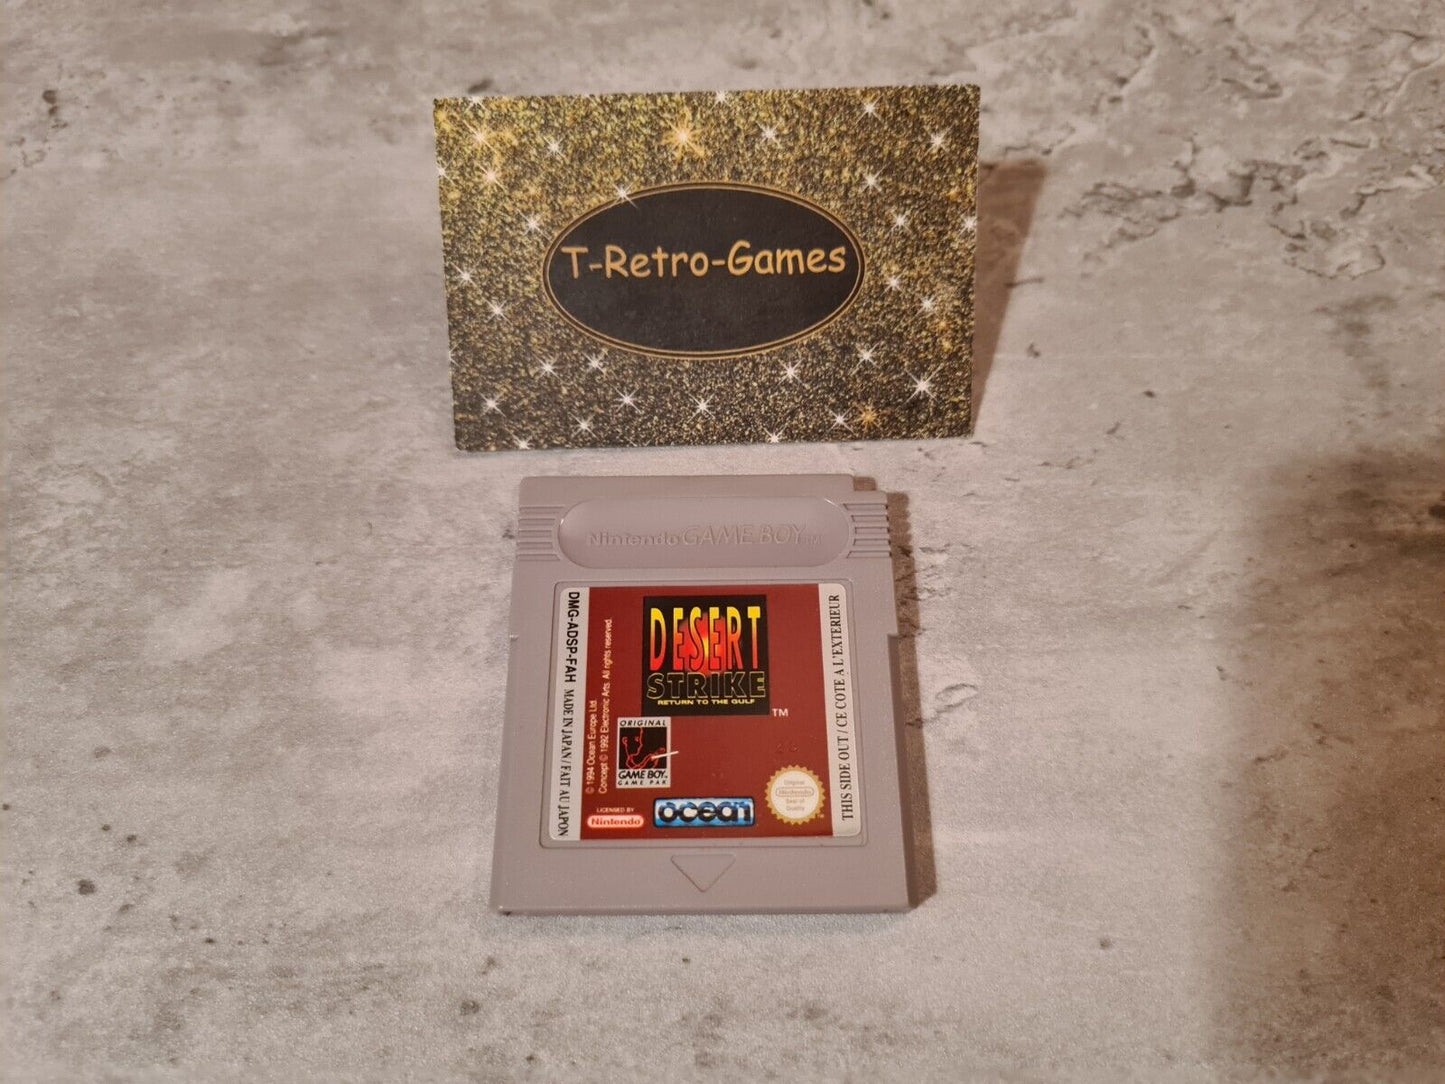 T-Retro-Games
Nintendo GAME BOY TM
DMG-ADSP-FAH MADE IN JAPAN / FAIT AU JAPON
© 1994 Ocean Europe Ltd.
Concept © 1992 Electronic Arts. All rights reserved.
DESERT
STRIKE
RETURN TO THE GULF
TM
ORIGINAL
GAME BOY
GAME PAK
LICENSED BY
Nintendo
ocean
Original
Nintendo
Seal of
Quality
THIS SIDE OUT / CE COTE A L'EXTERIEUR